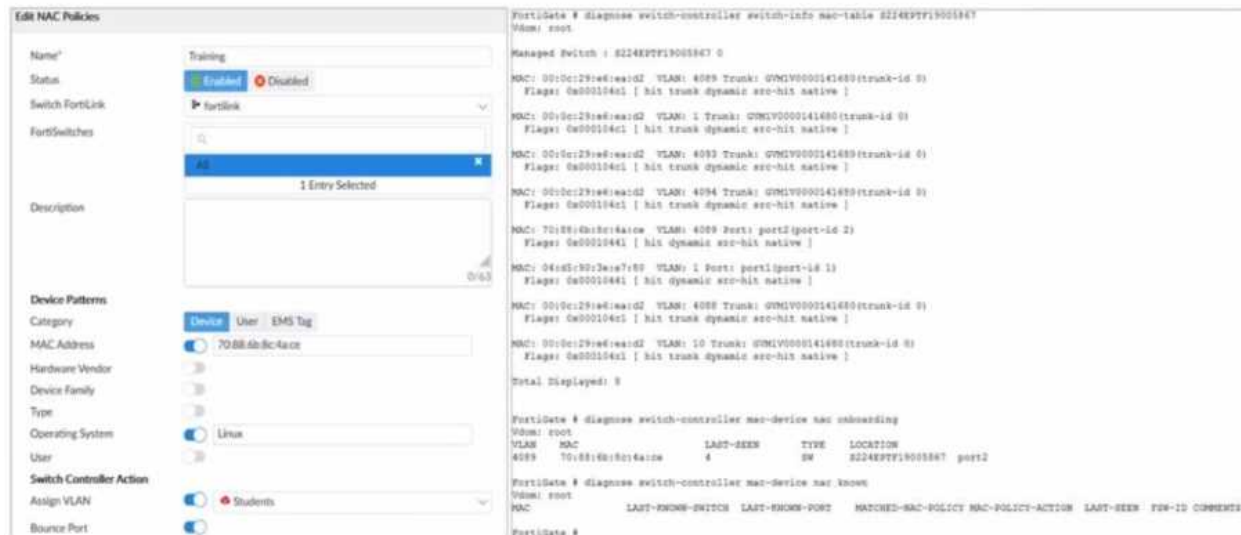 Edit NAC Policies
Name*
Training
Status
Enabled
Disabled
Switch FortiLink
fortilink
FortiSwitches
All
1 Entry Selected
Description
0/63
Device Patterns
Category
Device User EMS Tag
MAC Address
70:88:6b:8c:4a:ce
Hardware Vendor
Device Family
Type
Operating System
Linux
User
Switch Controller Action
Assign VLAN
Students
Bounce Port
FortiGate # diagnose switch-controller switch-info mac-table S224EPTF19005867
Vdom: root
Managed Switch : S224EPTF19005867 0
MAC: 00:0c:29:e6:ea:d2 VLAN: 4089 Trunk: GVM1V0000141680(trunk-id 0)
Flags: 0x000104c1 [ hit trunk dynamic src-hit native ]
MAC: 00:0c:29:e6:ea:d2 VLAN: 1 Trunk: GVM1V0000141680(trunk-id 0)
Flags: 0x000104c1 [ hit trunk dynamic src-hit native ]
MAC: 00:0c:29:e6:ea:d2 VLAN: 4093 Trunk: GVM1V0000141680(trunk-id 0)
Flags: 0x000104c1 [ hit trunk dynamic src-hit native ]
MAC: 00:0c:29:e6:ea:d2 VLAN: 4094 Trunk: GVM1V0000141680(trunk-id 0)
Flags: 0x000104c1 [ hit trunk dynamic src-hit native ]
MAC: 70:88:6b:8c:4a:ce VLAN: 4089 Port: port2(port-id 2)
Flags: 0x00010441 [ hit dynamic src-hit native ]
MAC: 04:d5:90:3e:e7:80 VLAN: 1 Port: port1(port-id 1)
Flags: 0x00010441 [ hit dynamic src-hit native ]
MAC: 00:0c:29:e6:ea:d2 VLAN: 4088 Trunk: GVM1V0000141680(trunk-id 0)
Flags: 0x000104c1 [ hit trunk dynamic src-hit native ]
MAC: 00:0c:29:e6:ea:d2 VLAN: 10 Trunk: GVM1V0000141680(trunk-id 0)
Flags: 0x000104c1 [ hit trunk dynamic src-hit native ]
Total Displayed: 8
FortiGate # diagnose switch-controller mac-device nac onboarding
Vdom: root
VLAN MAC LAST-SEEN TYPE LOCATION
4089 70:88:6b:8c:4a:ce 4 SW S224EPTF19005867 port2
FortiGate # diagnose switch-controller mac-device nac known
Vdom: root
MAC LAST-KNOWN-SWITCH LAST-KNOWN-PORT MATCHED-NAC-POLICY MAC-POLICY-ACTION LAST-SEEN FSW-ID COMMENTS
FortiGate #